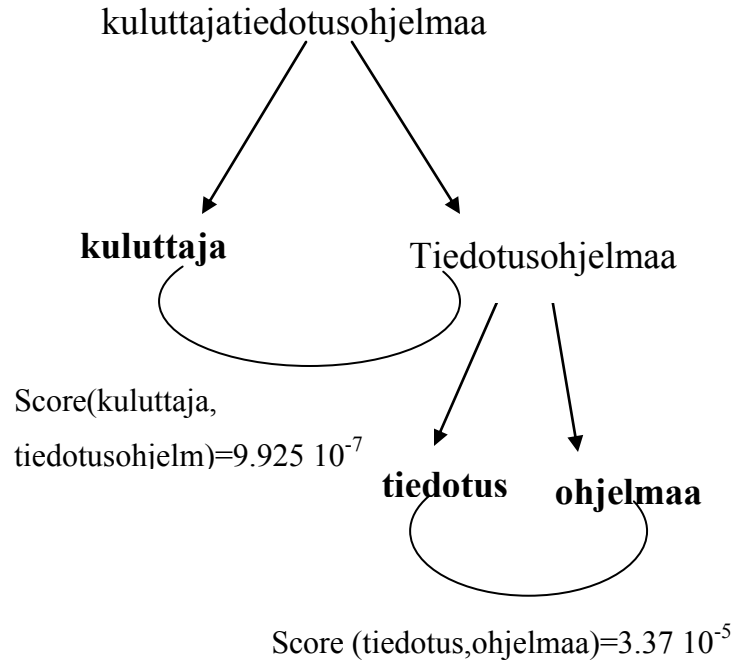 kuluttajatiedotusohjelmaa
kuluttaja
Tiedotusohjelmaa
Score(kuluttaja,
tiedotusohjelm)=9.925 10⁻⁷
tiedotus
ohjelmaa
Score (tiedotus,ohjelmaa)=3.37 10⁻⁵